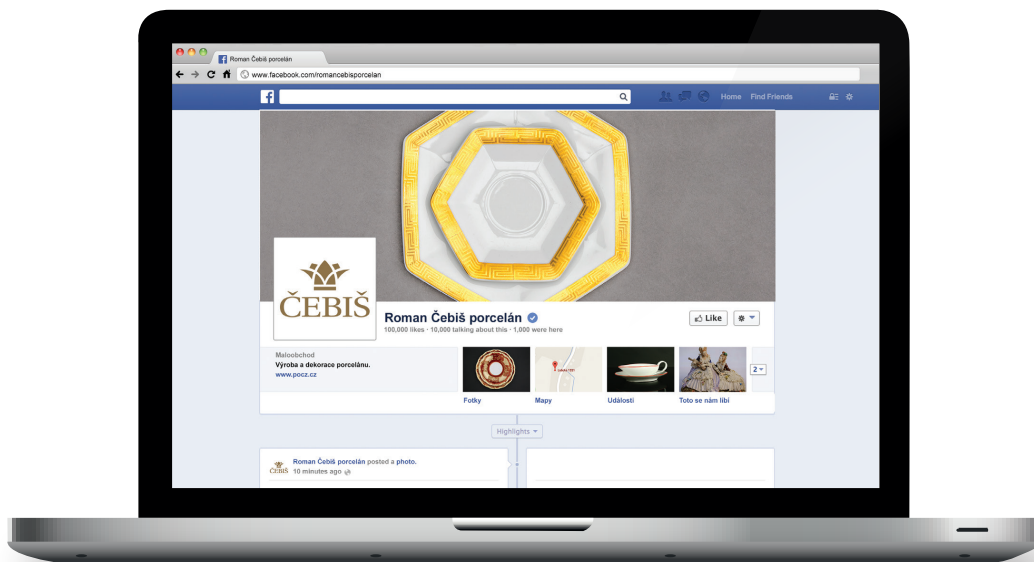 Roman Čebiš porcelán
www.facebook.com/romancebisporcelan
f
Home Find Friends
ČEBIŠ
Roman Čebiš porcelán
100,000 likes · 10,000 talking about this · 1,000 were here
Like
Maloobchod
Výroba a dekorace porcelánu.
www.pocz.cz
2
Fotky
Mapy
Události
Toto se nám líbí
Highlights
Roman Čebiš porcelán posted a photo.
ČEBIŠ
10 minutes ago